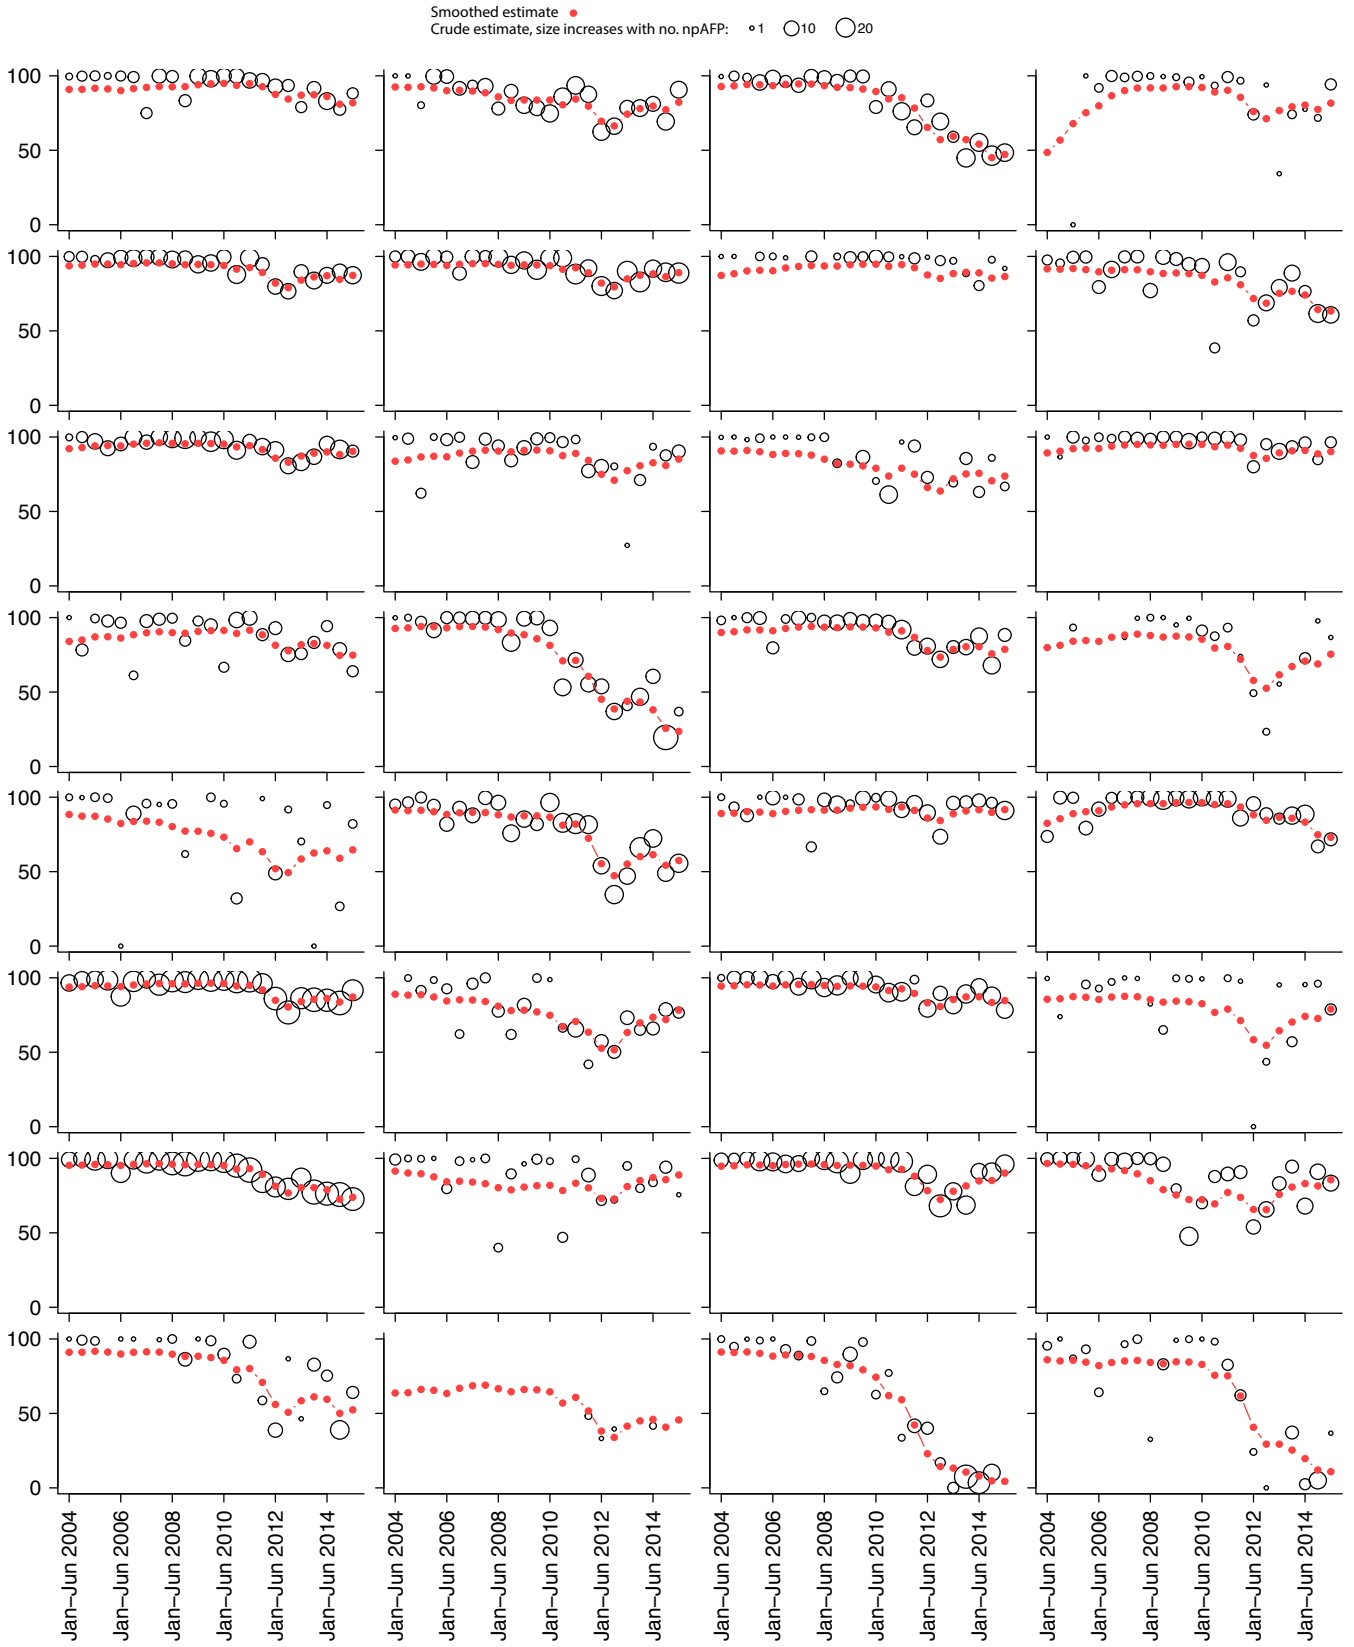 Smoothed estimate
Crude estimate, size increases with no. npAFP: 1 10 20
100
50
0
100
50
0
100
50
0
100
50
0
100
50
0
100
50
0
100
50
0
100
50
0
Jan–Jun 2004
Jan–Jun 2006
Jan–Jun 2008
Jan–Jun 2010
Jan–Jun 2012
Jan–Jun 2014
Jan–Jun 2004
Jan–Jun 2006
Jan–Jun 2008
Jan–Jun 2010
Jan–Jun 2012
Jan–Jun 2014
Jan–Jun 2004
Jan–Jun 2006
Jan–Jun 2008
Jan–Jun 2010
Jan–Jun 2012
Jan–Jun 2014
Jan–Jun 2004
Jan–Jun 2006
Jan–Jun 2008
Jan–Jun 2010
Jan–Jun 2012
Jan–Jun 2014